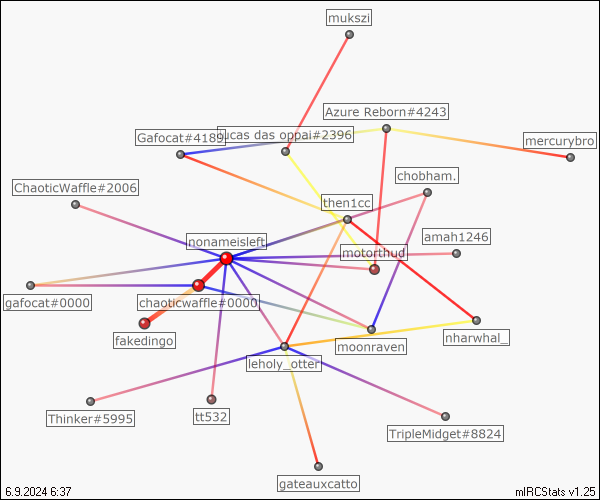 mukszi
Azure Reborn#4243
Gafocat#4189
ucas das oppai#2396
mercurybro
chobham.
ChaoticWaffle#2006
then1cc
amah1246
nonameisleft
motorthud
gafocat#0000
chaoticwaffle#0000
fakedingo
moonraven
nharwhal_
leholy_otter
Thinker#5995
tt532
TripleMidget#8824
gateauxcatto
6.9.2024 6:37
mIRCStats v1.25